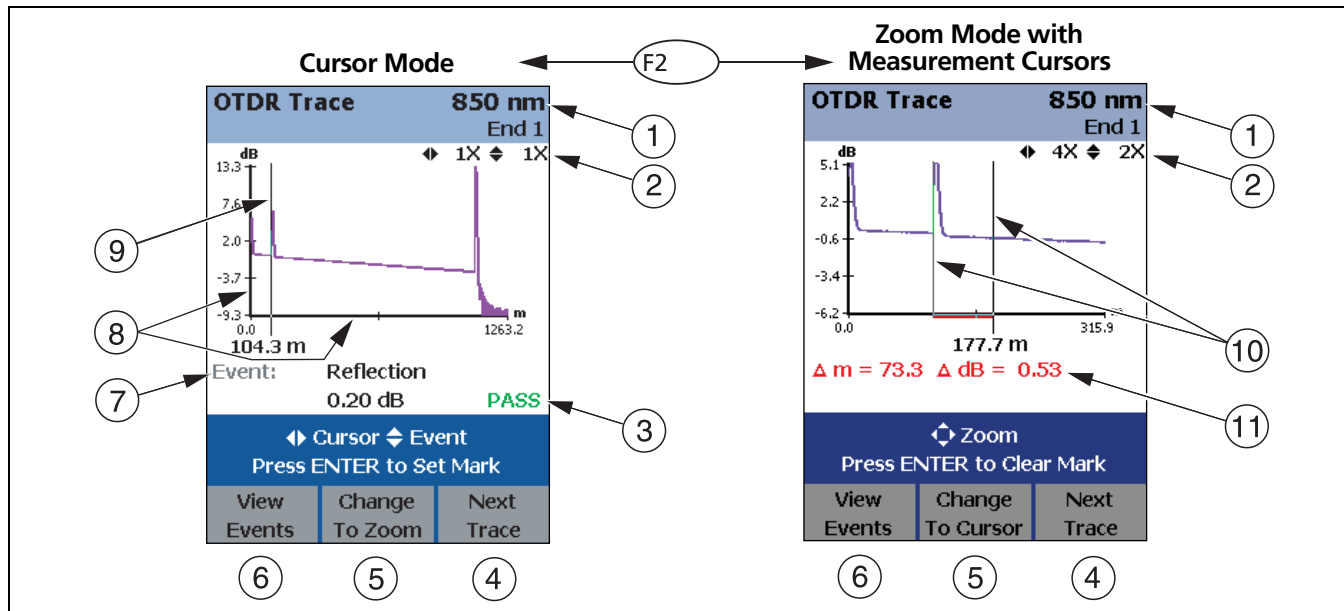 Cursor Mode
F2
Zoom Mode with
Measurement Cursors
OTDR Trace 850 nm
End 1
1X 1X
dB
13.3
7.6
2.0
-3.7
-9.3
0.0
m
1263.2
104.3 m
Event: Reflection
0.20 dB PASS
Cursor Event
Press ENTER to Set Mark
View Events
Change To Zoom
Next Trace
1
2
3
4
5
6
7
8
9
OTDR Trace 850 nm
End 1
4X 2X
dB
5.1
2.2
-0.6
-3.4
-6.2
0.0
315.9
177.7 m
Δ m = 73.3 Δ dB = 0.53
Zoom
Press ENTER to Clear Mark
View Events
Change To Cursor
Next Trace
1
2
10
11
4
5
6